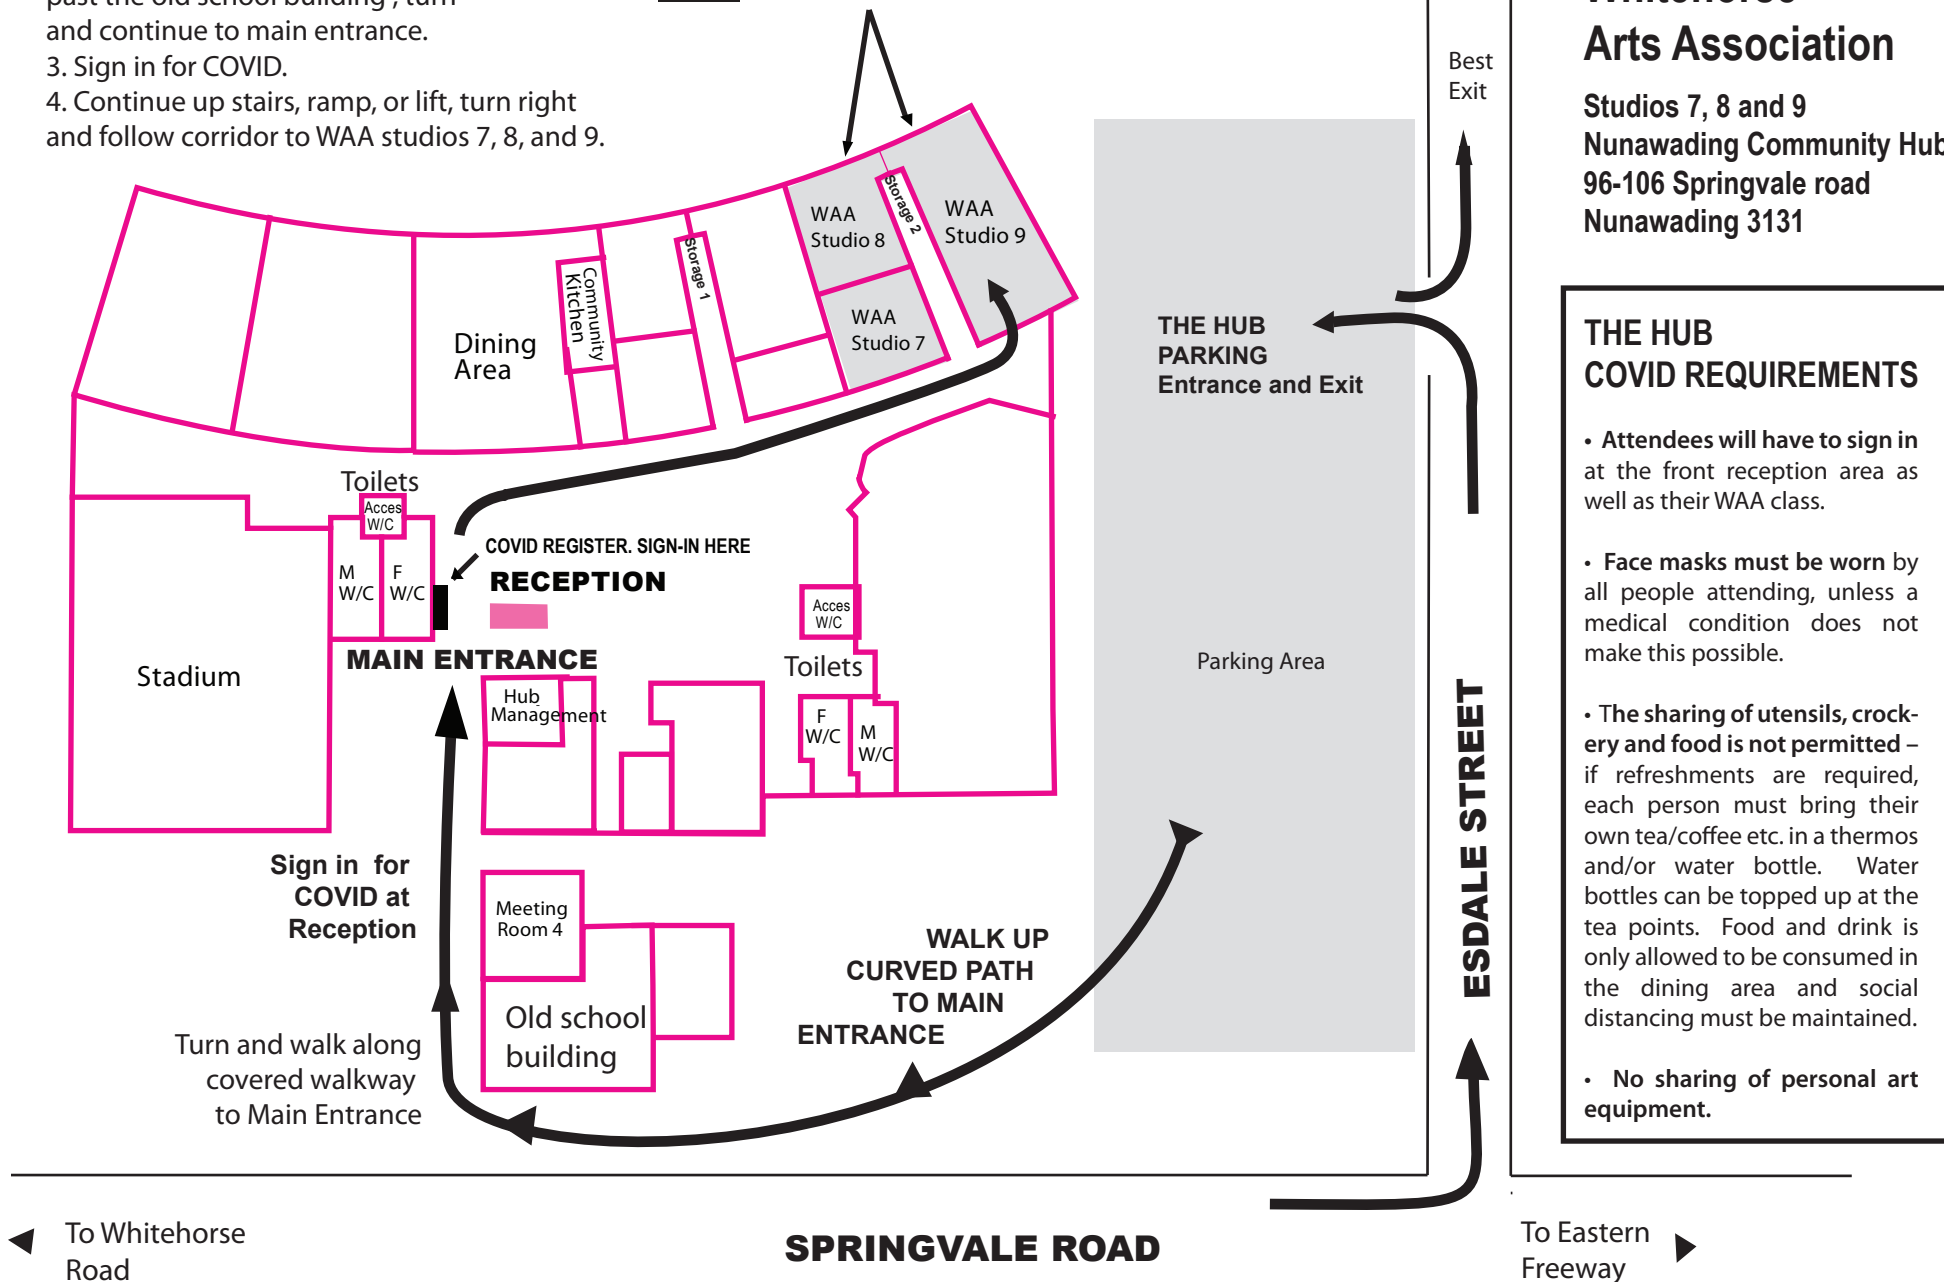 past the old school building , turn
and continue to main entrance.
3. Sign in for COVID.
4. Continue up stairs, ramp, or lift, turn right
and follow corridor to WAA studios 7, 8, and 9.
Best
Exit
Arts Association
Studios 7, 8 and 9
Nunawading Community Hub
96-106 Springvale road
Nunawading 3131
WAA
Studio 8
Storage 2
WAA
Studio 9
Storage 1
Community
Kitchen
Dining
Area
WAA
Studio 7
THE HUB
PARKING
Entrance and Exit
Toilets
Acces
W/C
M
W/C
F
W/C
COVID REGISTER. SIGN-IN HERE
RECEPTION
MAIN ENTRANCE
Stadium
Hub
Management
Acces
W/C
Toilets
F
W/C
M
W/C
Parking Area
Sign in for
COVID at
Reception
Meeting
Room 4
Old school
building
WALK UP
CURVED PATH
TO MAIN
ENTRANCE
Turn and walk along
covered walkway
to Main Entrance
ESDALE STREET
THE HUB
COVID REQUIREMENTS
• Attendees will have to sign in
at the front reception area as
well as their WAA class.
• Face masks must be worn by
all people attending, unless a
medical condition does not
make this possible.
• The sharing of utensils, crock-
ery and food is not permitted –
if refreshments are required,
each person must bring their
own tea/coffee etc. in a thermos
and/or water bottle. Water
bottles can be topped up at the
tea points. Food and drink is
only allowed to be consumed in
the dining area and social
distancing must be maintained.
• No sharing of personal art
equipment.
To Whitehorse
Road
SPRINGVALE ROAD
To Eastern
Freeway